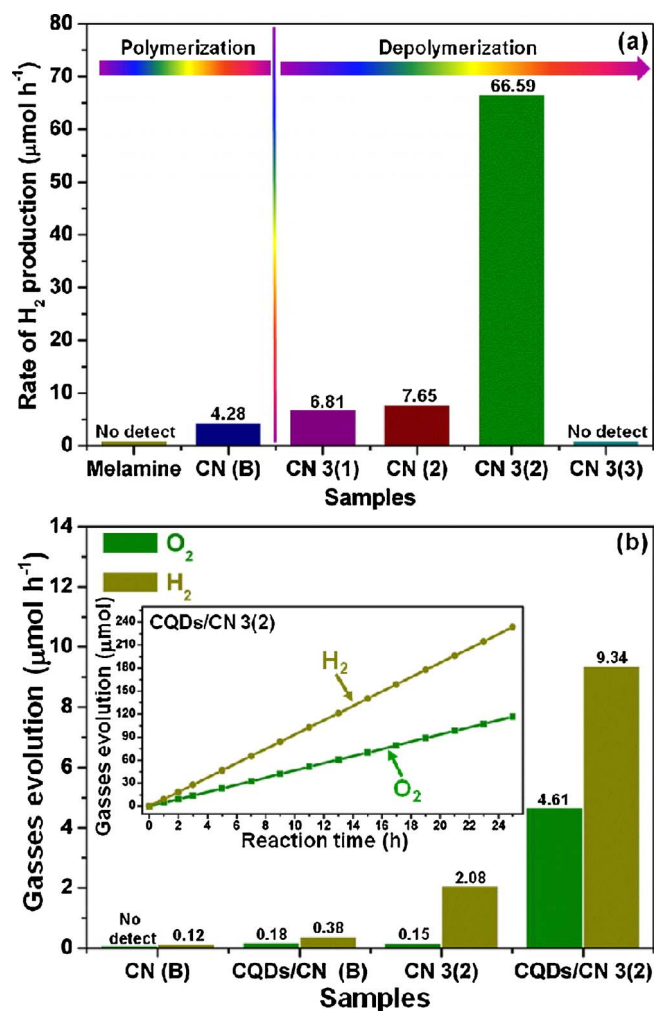 80
70
60
50
40
30
20
10
0
Rate of H₂ production (μmol h⁻¹)
Polymerization
Depolymerization
(a)
No detect
4.28
6.81
7.65
66.59
No detect
Melamine
CN (B)
CN 3(1)
CN (2)
CN 3(2)
CN 3(3)
Samples
14
12
10
8
6
4
2
0
Gasses evolution (μmol h⁻¹)
(b)
O₂
H₂
CQDs/CN 3(2)
240
210
180
150
120
90
60
30
0
Gasses evolution (μmol)
H₂
O₂
0 2 4 6 8 10 12 14 16 18 20 22 24
Reaction time (h)
No
detect
0.12
0.18
0.38
0.15
2.08
4.61
9.34
CN (B)
CQDs/CN (B)
CN 3(2)
CQDs/CN 3(2)
Samples